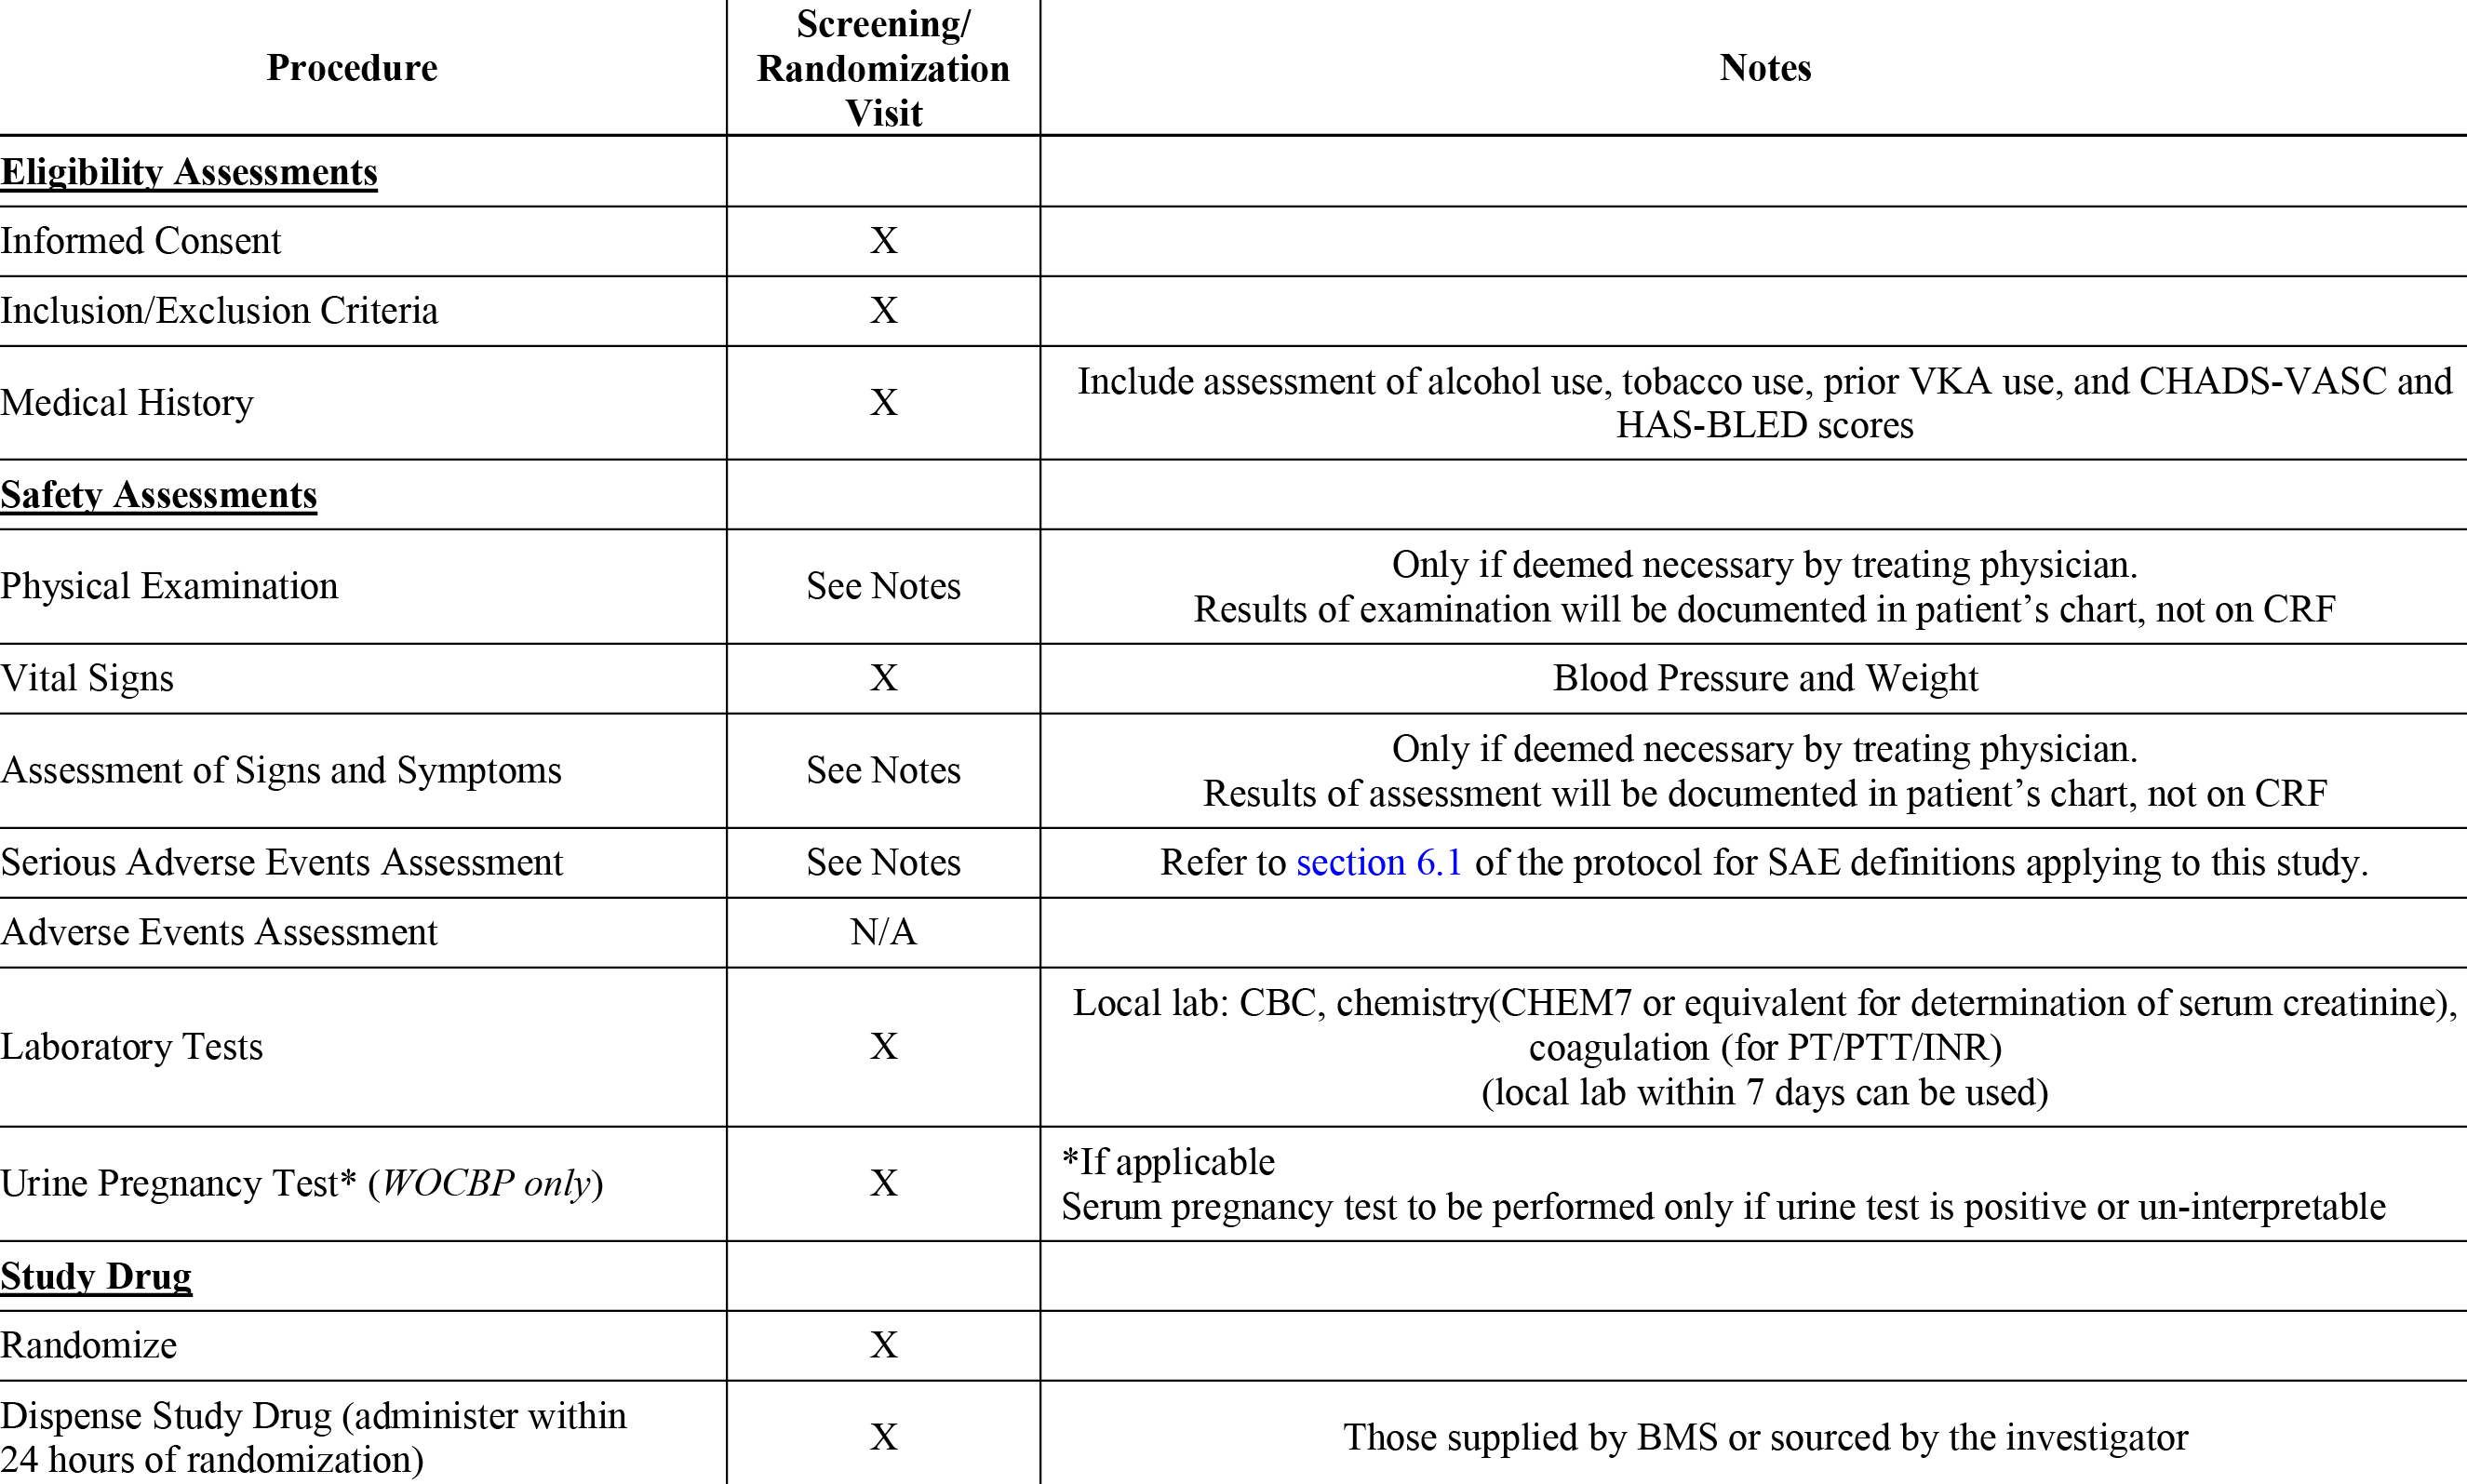 Procedure
Screening/
Randomization
Visit
Notes
Eligibility Assessments
Informed Consent
X
Inclusion/Exclusion Criteria
X
Medical History
X
Include assessment of alcohol use, tobacco use, prior VKA use, and CHADS-VASC and
HAS-BLED scores
Safety Assessments
Physical Examination
See Notes
Only if deemed necessary by treating physician.
Results of examination will be documented in patient’s chart, not on CRF
Vital Signs
X
Blood Pressure and Weight
Assessment of Signs and Symptoms
See Notes
Only if deemed necessary by treating physician.
Results of assessment will be documented in patient’s chart, not on CRF
Serious Adverse Events Assessment
See Notes
Refer to section 6.1 of the protocol for SAE definitions applying to this study.
Adverse Events Assessment
N/A
Laboratory Tests
X
Local lab: CBC, chemistry(CHEM7 or equivalent for determination of serum creatinine),
coagulation (for PT/PTT/INR)
(local lab within 7 days can be used)
Urine Pregnancy Test* (WOCBP only)
X
*If applicable
Serum pregnancy test to be performed only if urine test is positive or un-interpretable
Study Drug
Randomize
X
Dispense Study Drug (administer within
24 hours of randomization)
X
Those supplied by BMS or sourced by the investigator